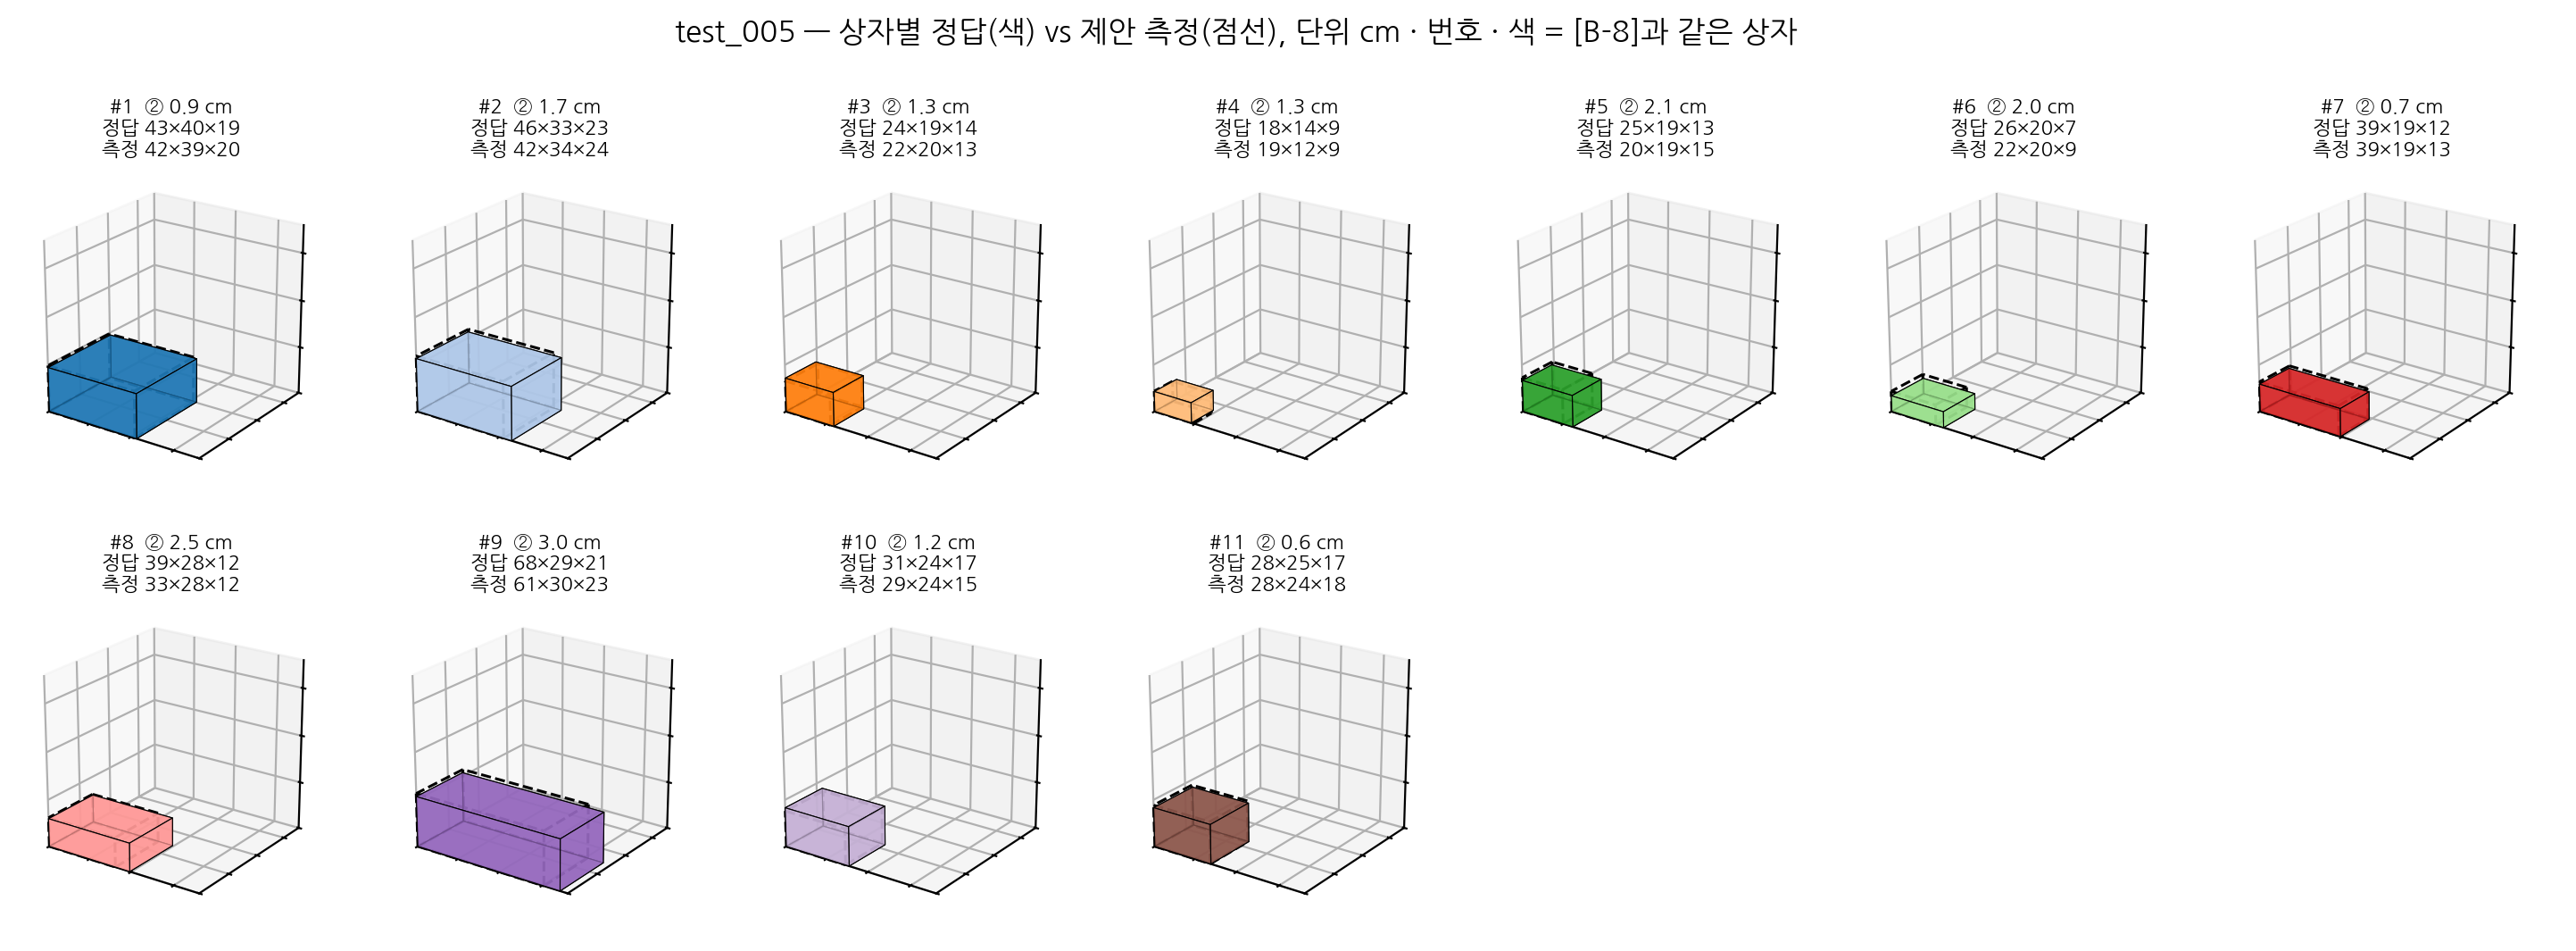 test_005 — 상자별 정답(색) vs 제안 측정(점선), 단위 cm · 번호 · 색 = [B-8]과 같은 상자
#1 ② 0.9 cm
정답 43×40×19
측정 42×39×20
#2 ② 1.7 cm
정답 46×33×23
측정 42×34×24
#3 ② 1.3 cm
정답 24×19×14
측정 22×20×13
#4 ② 1.3 cm
정답 18×14×9
측정 19×12×9
#5 ② 2.1 cm
정답 25×19×13
측정 20×19×15
#6 ② 2.0 cm
정답 26×20×7
측정 22×20×9
#7 ② 0.7 cm
정답 39×19×12
측정 39×19×13
#8 ② 2.5 cm
정답 39×28×12
측정 33×28×12
#9 ② 3.0 cm
정답 68×29×21
측정 61×30×23
#10 ② 1.2 cm
정답 31×24×17
측정 29×24×15
#11 ② 0.6 cm
정답 28×25×17
측정 28×24×18